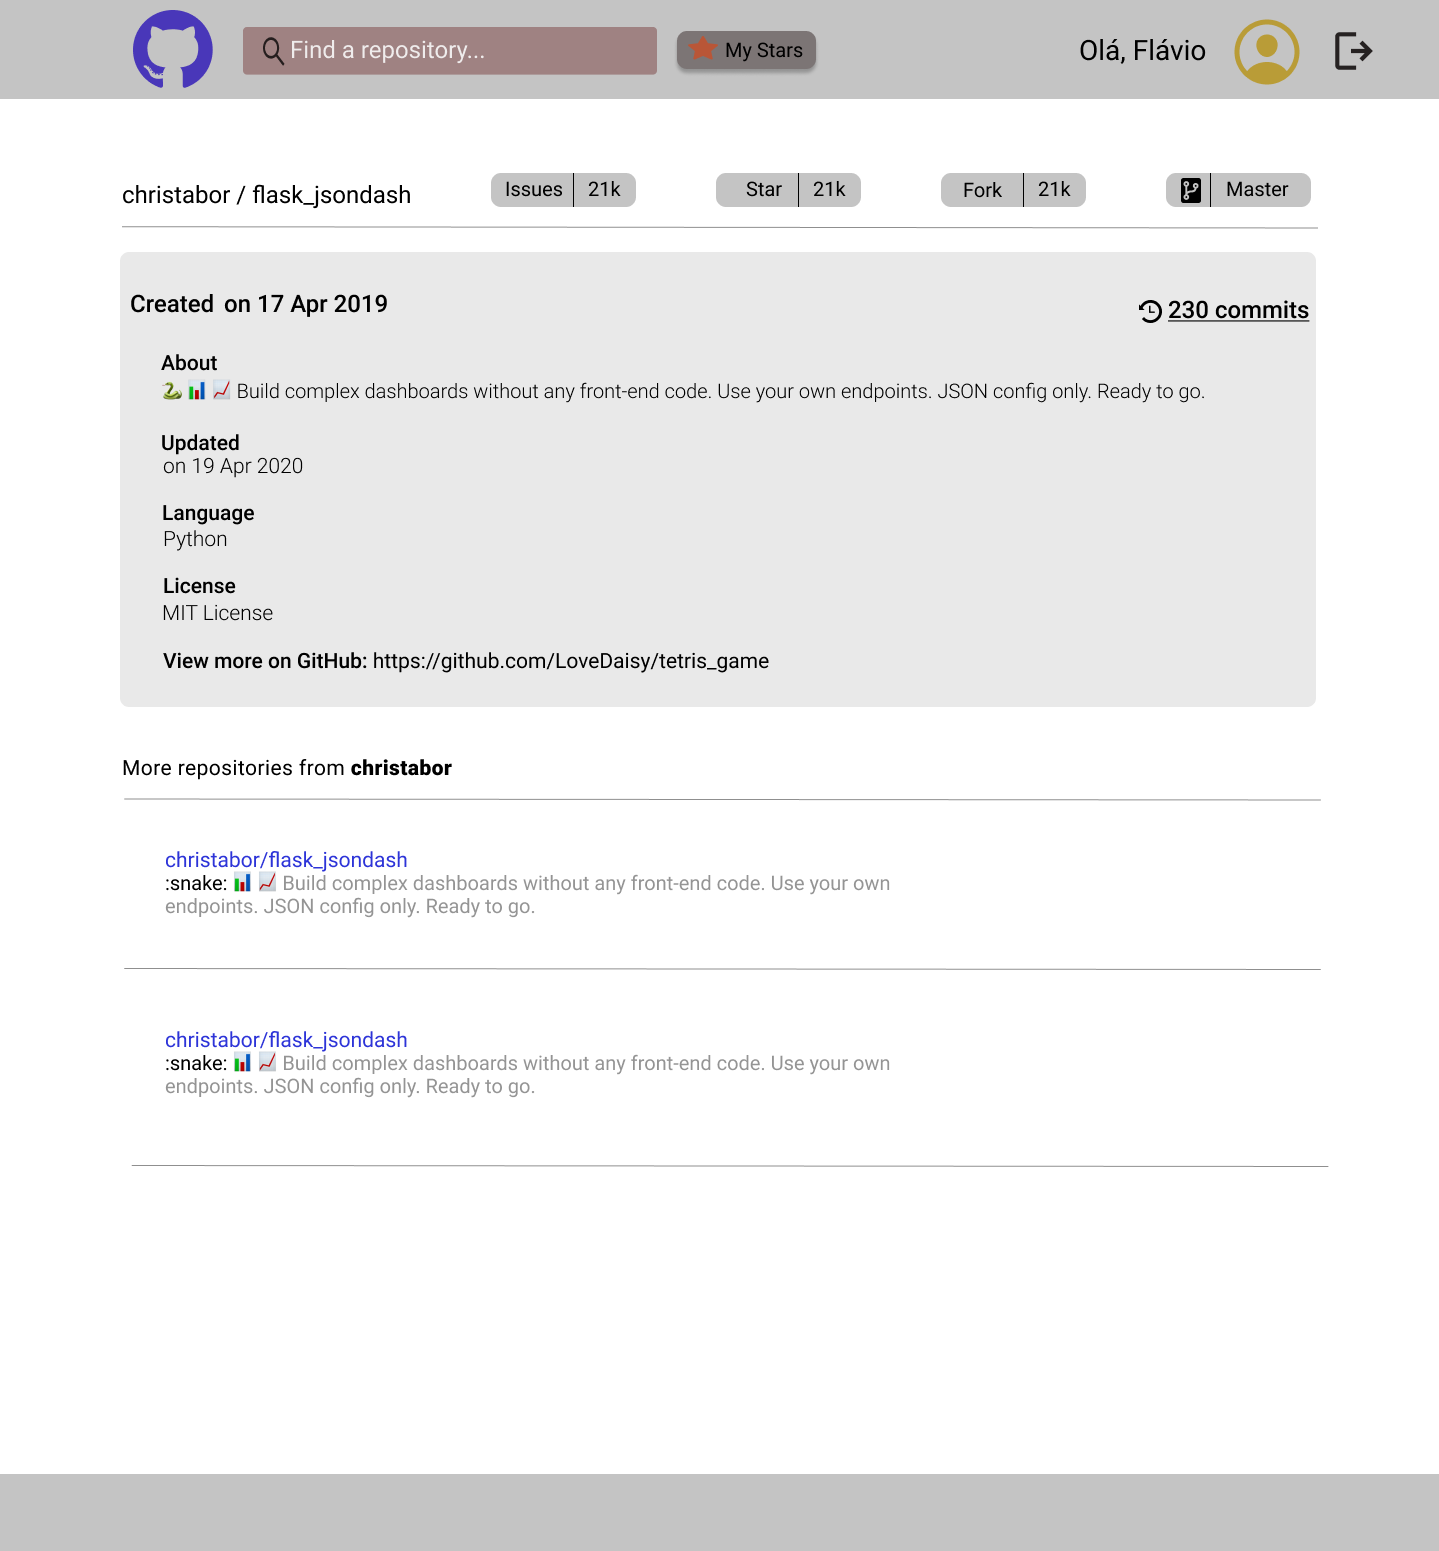 Find a repository...
My Stars
Olá, Flávio
christabor / flask_jsondash
Issues 21k
Star 21k
Fork 21k
Master
Created on 17 Apr 2019
230 commits
About
🐍 📊 📈 Build complex dashboards without any front-end code. Use your own endpoints. JSON config only. Ready to go.
Updated
on 19 Apr 2020
Language
Python
License
MIT License
View more on GitHub: https://github.com/LoveDaisy/tetris_game
More repositories from christabor
christabor/flask_jsondash
:snake: 📊 📈 Build complex dashboards without any front-end code. Use your own
endpoints. JSON config only. Ready to go.
christabor/flask_jsondash
:snake: 📊 📈 Build complex dashboards without any front-end code. Use your own
endpoints. JSON config only. Ready to go.